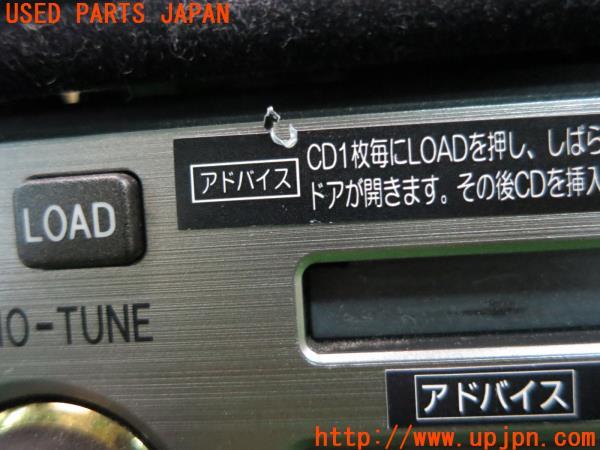 USED PARTS JAPAN
CD1枚毎にLOADを押し、しばら
アドバイス
ドアが開きます。その後CDを挿入
LOAD
IO-TUNE
アドバイス
http://www.upjpn.com